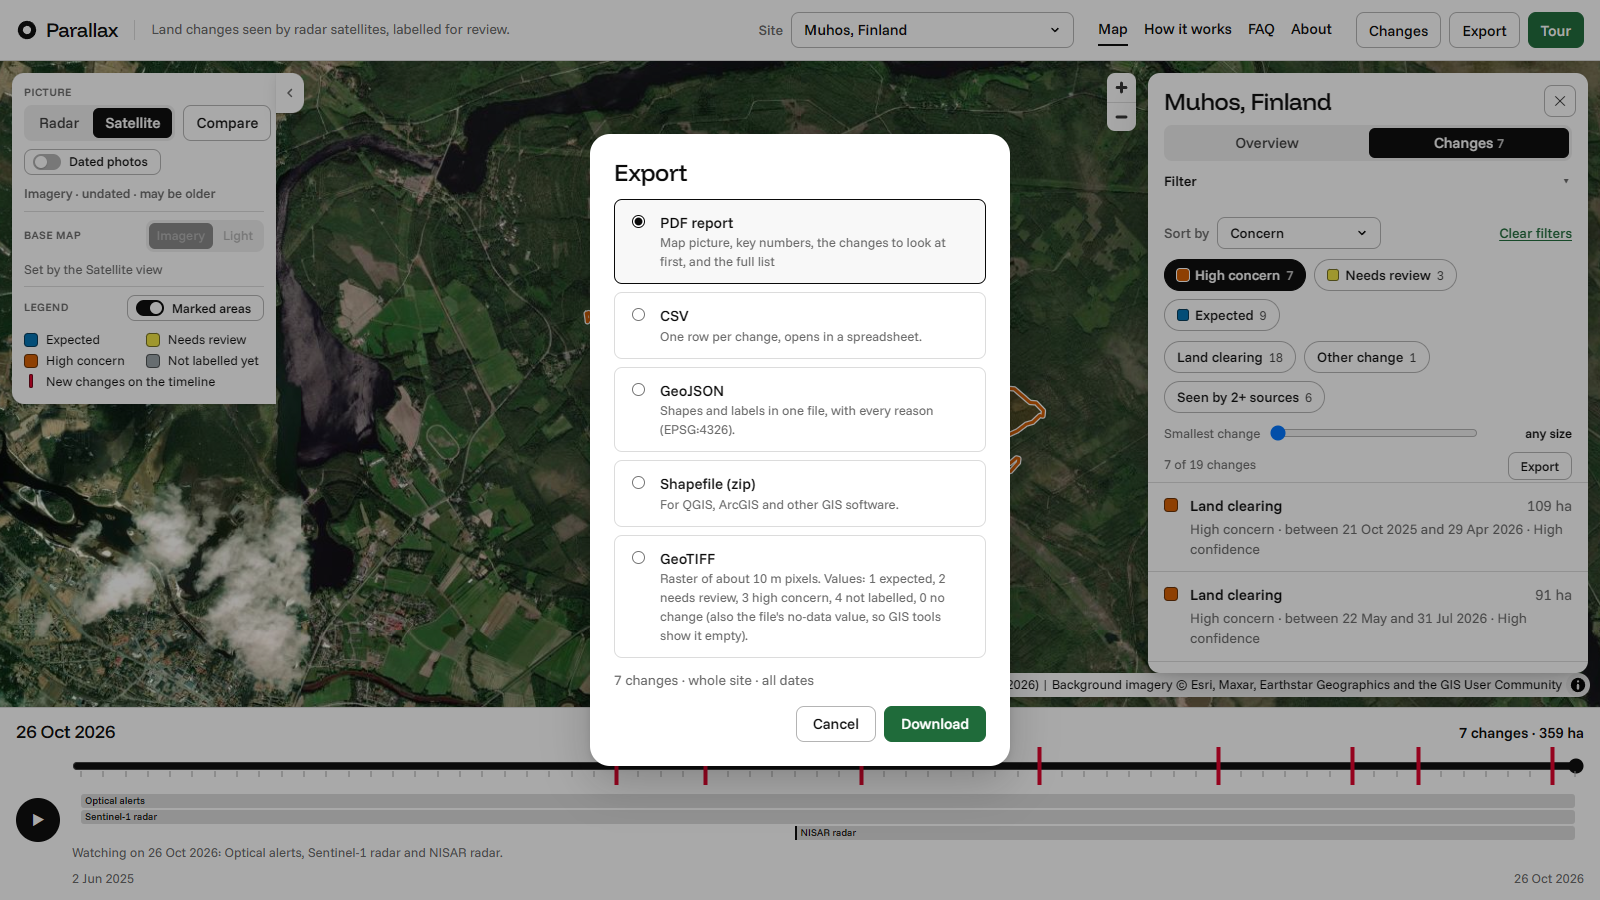 Parallax
Land changes seen by radar satellites, labelled for review.
Site
Muhos, Finland
Map
How it works
FAQ
About
Changes
Export
Tour
PICTURE
Radar
Satellite
Compare
Dated photos
Imagery · undated · may be older
BASE MAP
Imagery
Light
Set by the Satellite view
LEGEND
Marked areas
Expected
Needs review
High concern
Not labelled yet
New changes on the timeline
Export
PDF report
Map picture, key numbers, the changes to look at
first, and the full list
CSV
One row per change, opens in a spreadsheet.
GeoJSON
Shapes and labels in one file, with every reason
(EPSG:4326).
Shapefile (zip)
For QGIS, ArcGIS and other GIS software.
GeoTIFF
Raster of about 10 m pixels. Values: 1 expected, 2
needs review, 3 high concern, 4 not labelled, 0 no
change (also the file's no-data value, so GIS tools
show it empty).
7 changes · whole site · all dates
Cancel
Download
Muhos, Finland
Overview
Changes 7
Filter
Sort by
Concern
Clear filters
High concern 7
Needs review 3
Expected 9
Land clearing 18
Other change 1
Seen by 2+ sources 6
Smallest change
any size
7 of 19 changes
Export
Land clearing
109 ha
High concern · between 21 Oct 2025 and 29 Apr 2026 · High
confidence
Land clearing
91 ha
High concern · between 22 May and 31 Jul 2026 · High
confidence
2026) | Background imagery © Esri, Maxar, Earthstar Geographics and the GIS User Community
26 Oct 2026
7 changes · 359 ha
Optical alerts
Sentinel-1 radar
NISAR radar
Watching on 26 Oct 2026: Optical alerts, Sentinel-1 radar and NISAR radar.
2 Jun 2025
26 Oct 2026